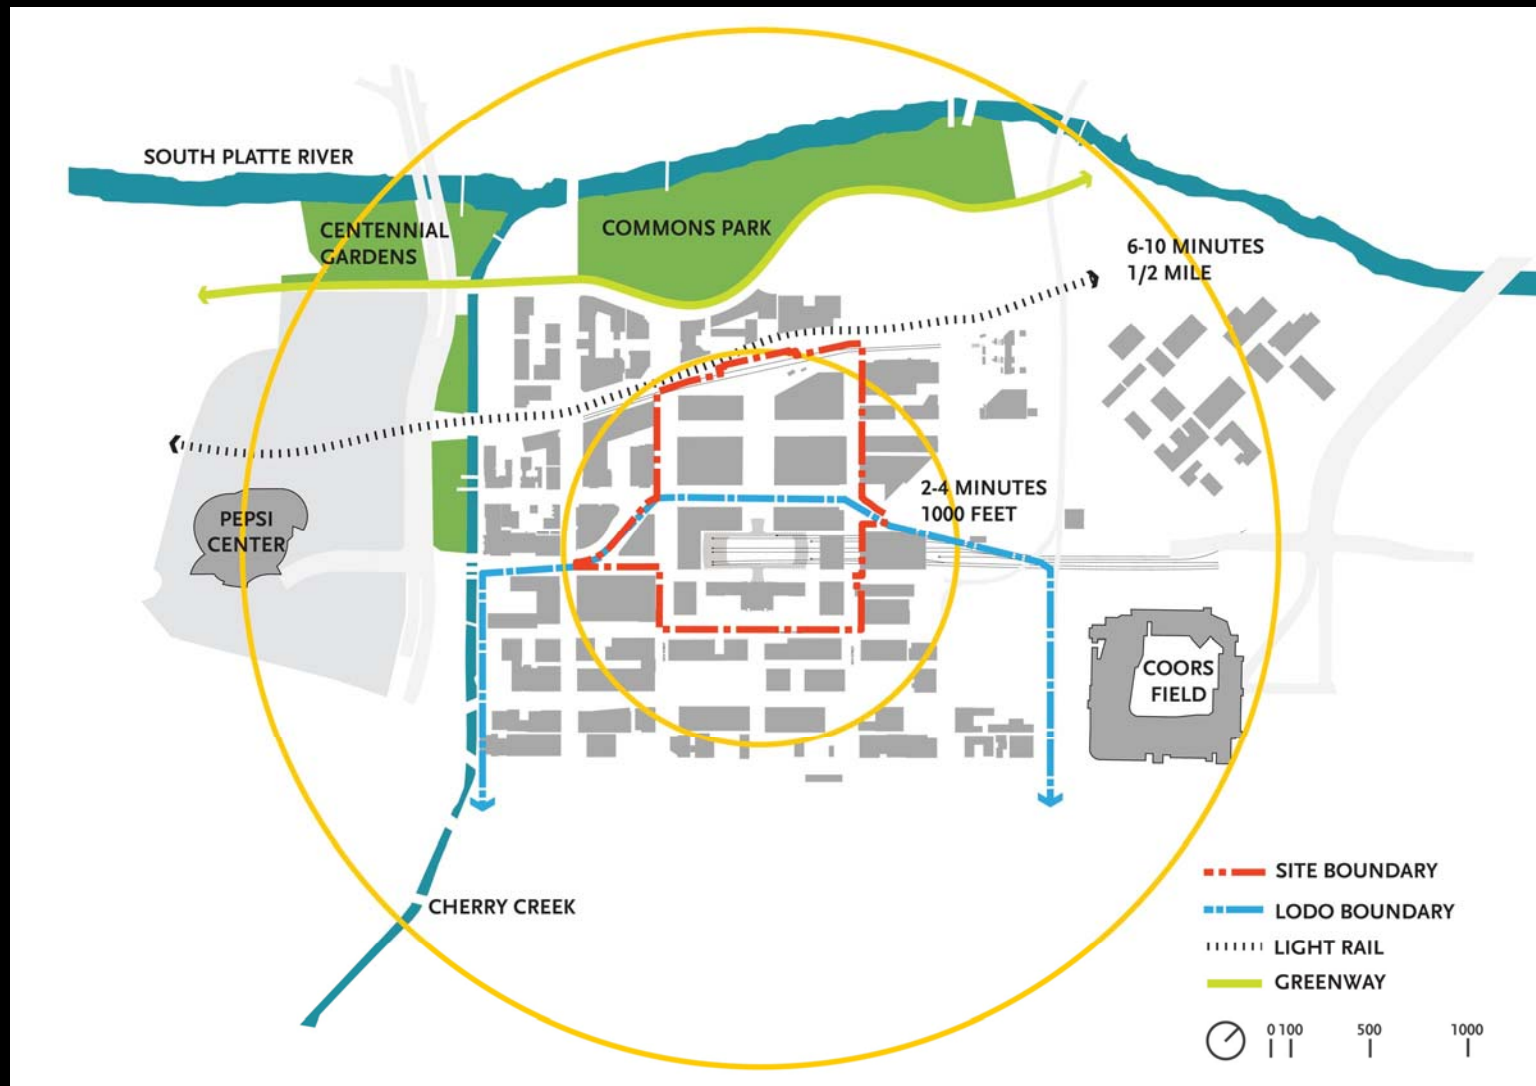 SOUTH PLATTE RIVER
CENTENNIAL
GARDENS
COMMONS PARK
6-10 MINUTES
1/2 MILE
2-4 MINUTES
1000 FEET
PEPSI
CENTER
COORS
FIELD
CHERRY CREEK
SITE BOUNDARY
LODO BOUNDARY
LIGHT RAIL
GREENWAY
0 100 500 1000